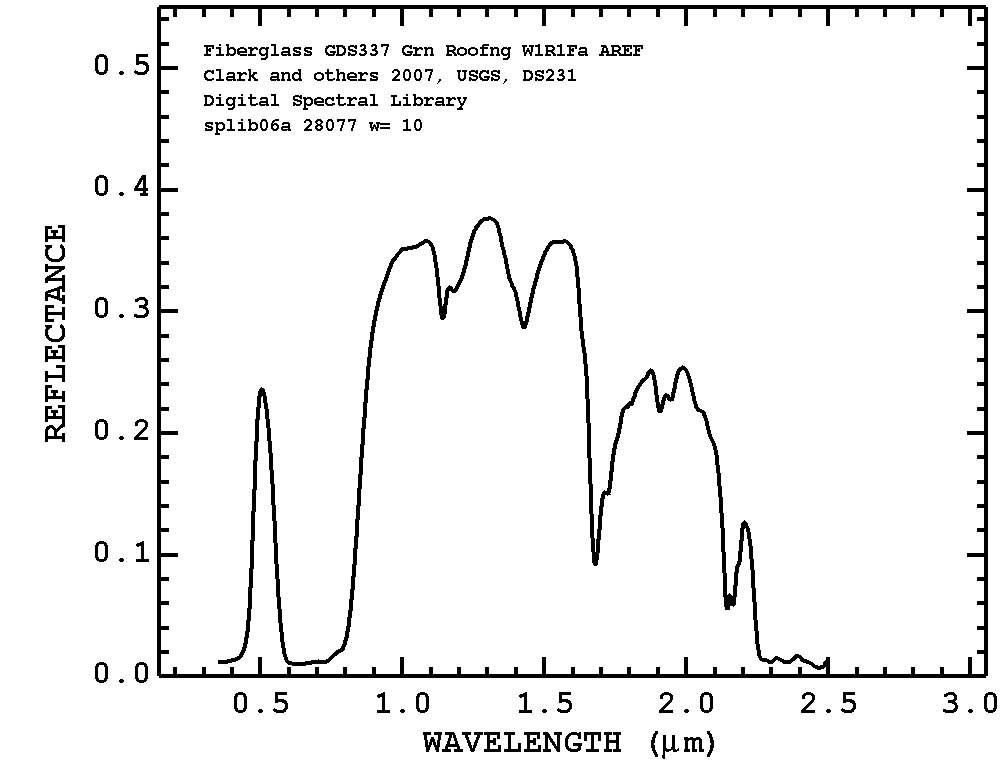 Fiberglass GDS337 Grn Roofng W1R1Fa AREF
Clark and others 2007, USGS, DS231
Digital Spectral Library
splib06a 28077 w= 10
0.5
0.4
0.3
0.2
0.1
0.0
REFLECTANCE
0.5 1.0 1.5 2.0 2.5 3.0
WAVELENGTH (μm)